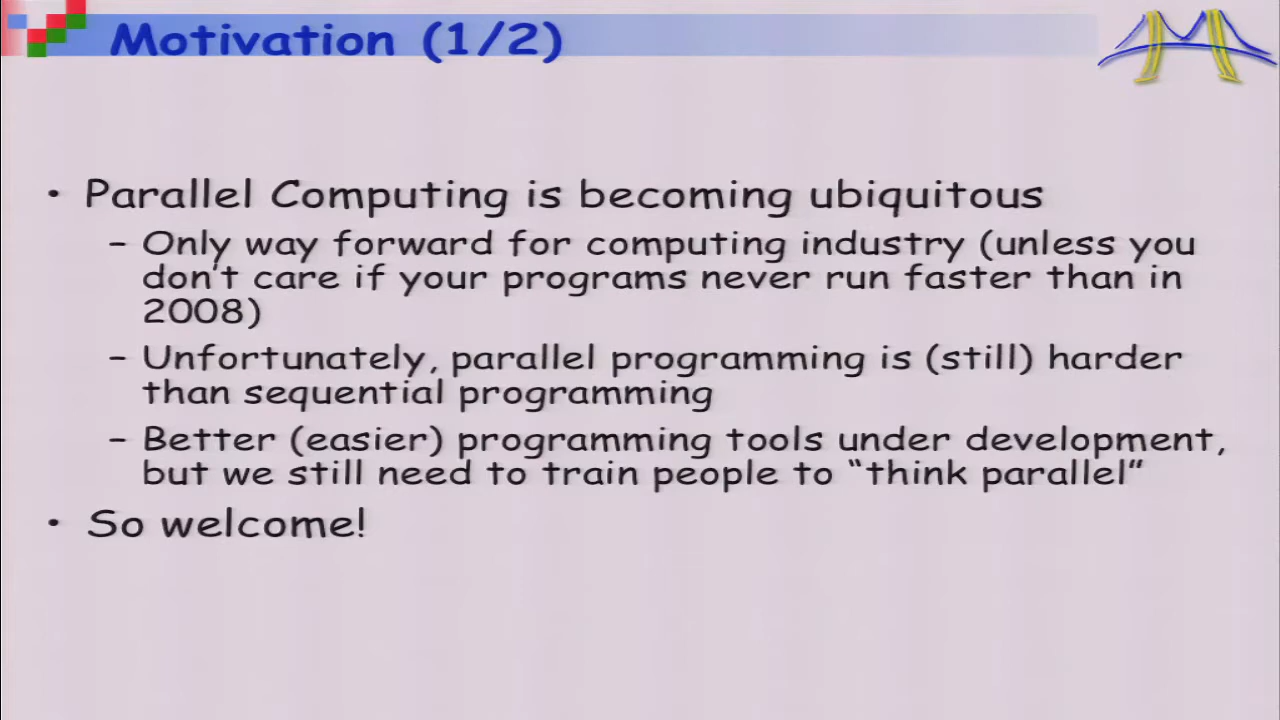 Motivation (1/2)
• Parallel Computing is becoming ubiquitous
– Only way forward for computing industry (unless you
don't care if your programs never run faster than in
2008)
– Unfortunately, parallel programming is (still) harder
than sequential programming
– Better (easier) programming tools under development,
but we still need to train people to “think parallel”
• So welcome!